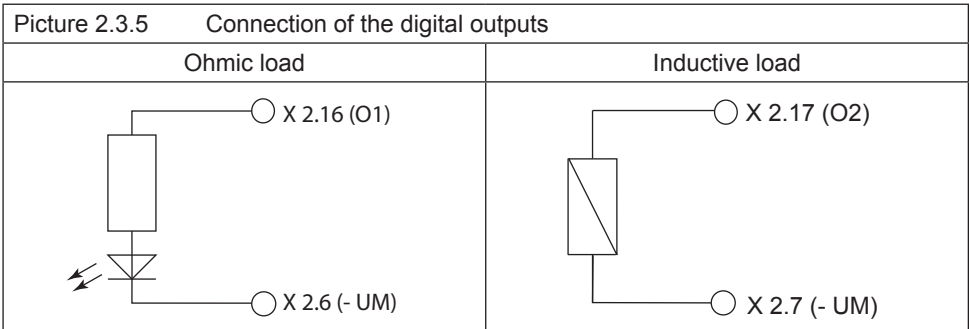 Picture 2.3.5 Connection of the digital outputs
Ohmic load
Inductive load
X 2.16 (O1)
X 2.17 (O2)
X 2.6 (- UM)
X 2.7 (- UM)